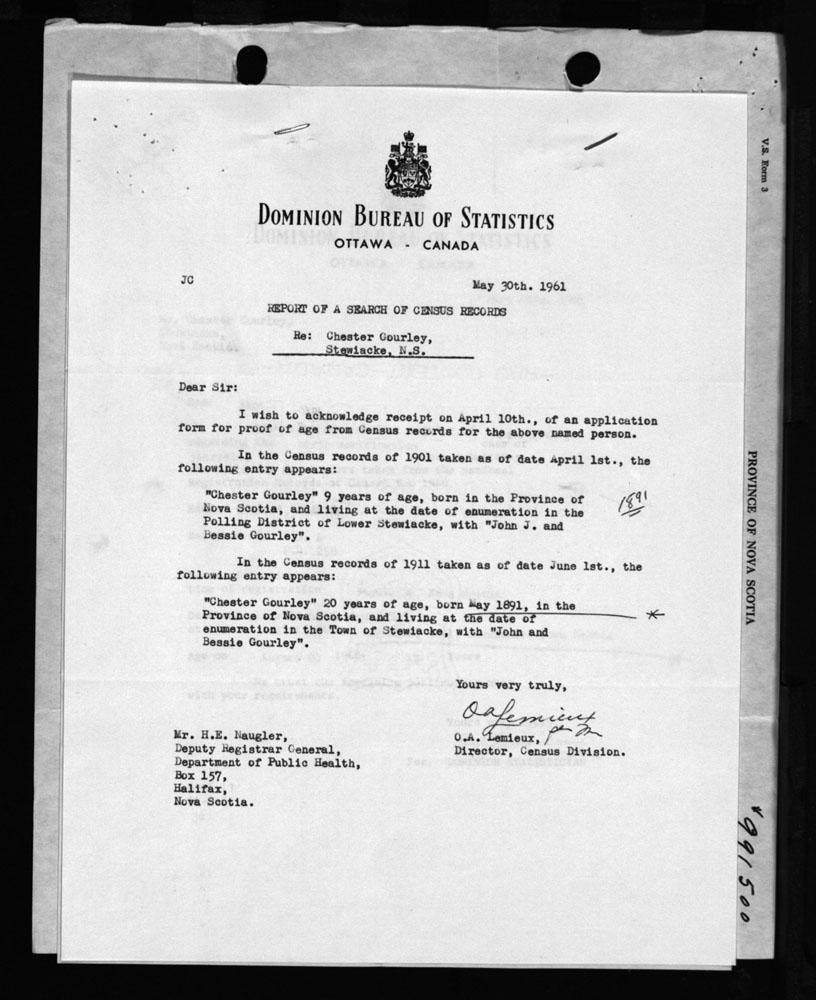 DOMINION BUREAU OF STATISTICS
OTTAWA - CANADA
JC
May 30th. 1961
REPORT OF A SEARCH OF CENSUS RECORDS
Re: Chester Gourley,
Stewiacke, N.S.
Dear Sir:
I wish to acknowledge receipt on April 10th., of an application
form for proof of age from Census records for the above named person.
In the Census records of 1901 taken as of date April 1st., the
following entry appears:
"Chester Gourley" 9 years of age, born in the Province of
Nova Scotia, and living at the date of enumeration in the
Polling District of Lower Stewiacke, with "John J. and
Bessie Gourley".
1891
In the Census records of 1911 taken as of date June 1st., the
following entry appears:
"Chester Gourley" 20 years of age, born May 1891, in the
Province of Nova Scotia, and living at the date of
enumeration in the Town of Stewiacke, with "John and
Bessie Gourley".
*
Yours very truly,
O.A. Lemieux
O.A. Lemieux,
Director, Census Division.
Mr. H.E. Naugler,
Deputy Registrar General,
Department of Public Health,
Box 157,
Halifax,
Nova Scotia.
V.S. Form 3
PROVINCE OF NOVA SCOTIA
* 991500